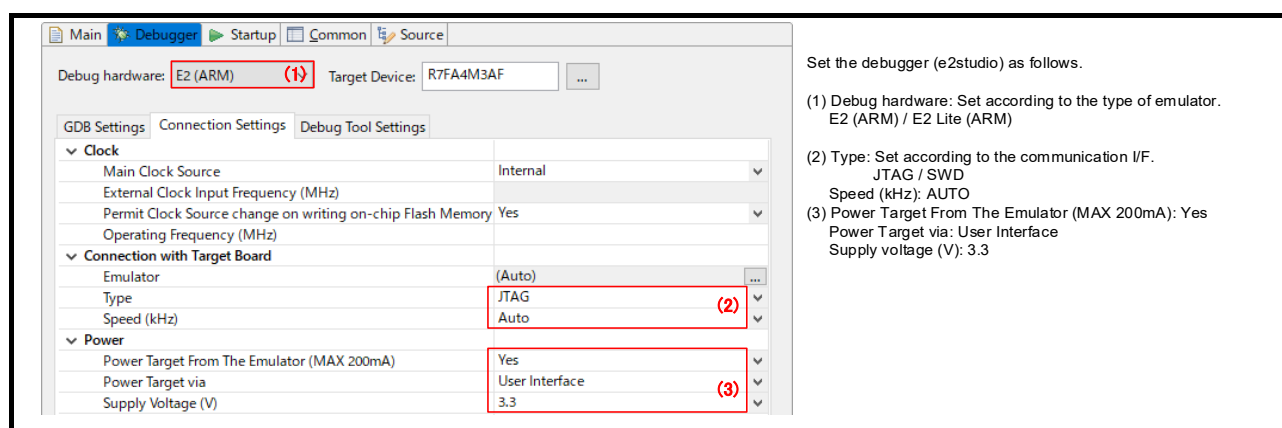 Main Debugger Startup Common Source
Debug hardware: E2 (ARM) (1) Target Device: R7FA4M3AF ...
GDB Settings Connection Settings Debug Tool Settings
Clock
Main Clock Source Internal
External Clock Input Frequency (MHz)
Permit Clock Source change on writing on-chip Flash Memory Yes
Operating Frequency (MHz)
Connection with Target Board
Emulator (Auto) ...
Type JTAG
(2)
Speed (kHz) Auto
Power
Power Target From The Emulator (MAX 200mA) Yes
Power Target via User Interface
(3)
Supply Voltage (V) 3.3
Set the debugger (e2studio) as follows.
(1) Debug hardware: Set according to the type of emulator.
E2 (ARM) / E2 Lite (ARM)
(2) Type: Set according to the communication I/F.
JTAG / SWD
Speed (kHz): AUTO
(3) Power Target From The Emulator (MAX 200mA): Yes
Power Target via: User Interface
Supply voltage (V): 3.3